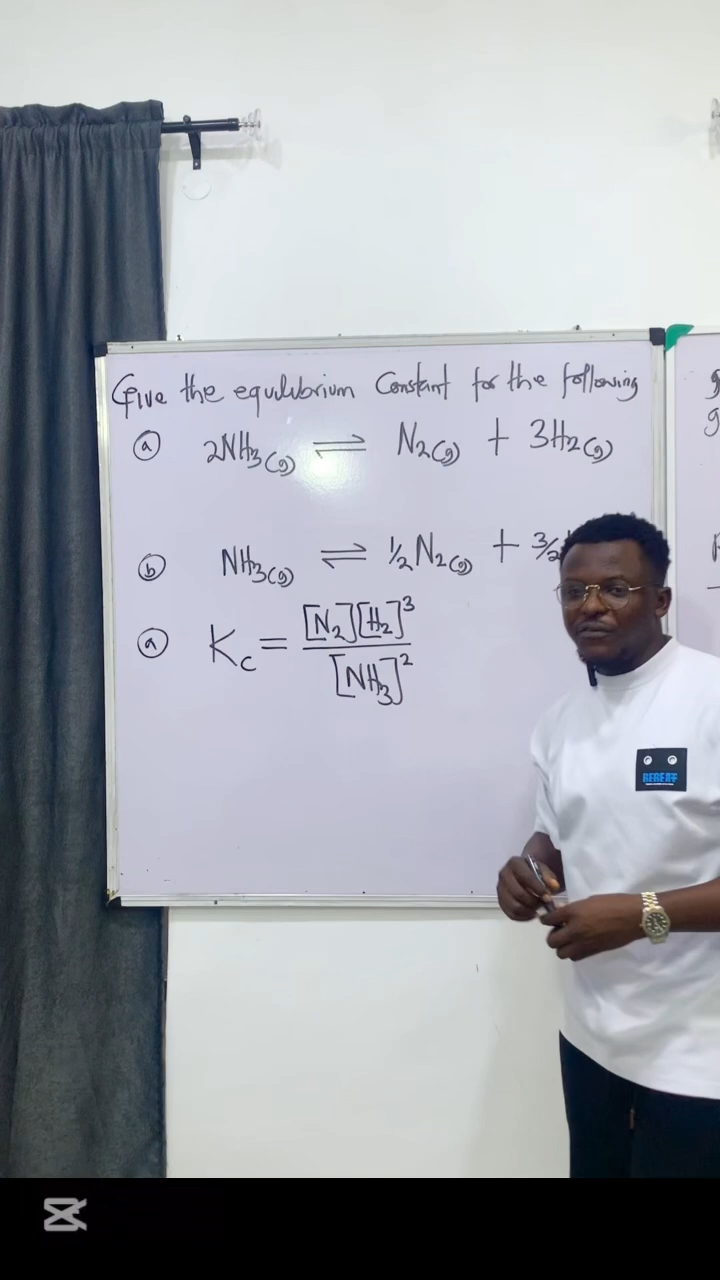 Give the equilibrium Constant for the following
ⓐ 2NH₃(g) ⇌ N₂(g) + 3H₂(g)
ⓑ NH₃(g) ⇌ ½N₂(g) + 3/2
ⓐ Kc = [N₂][H₂]³ / [NH₃]²